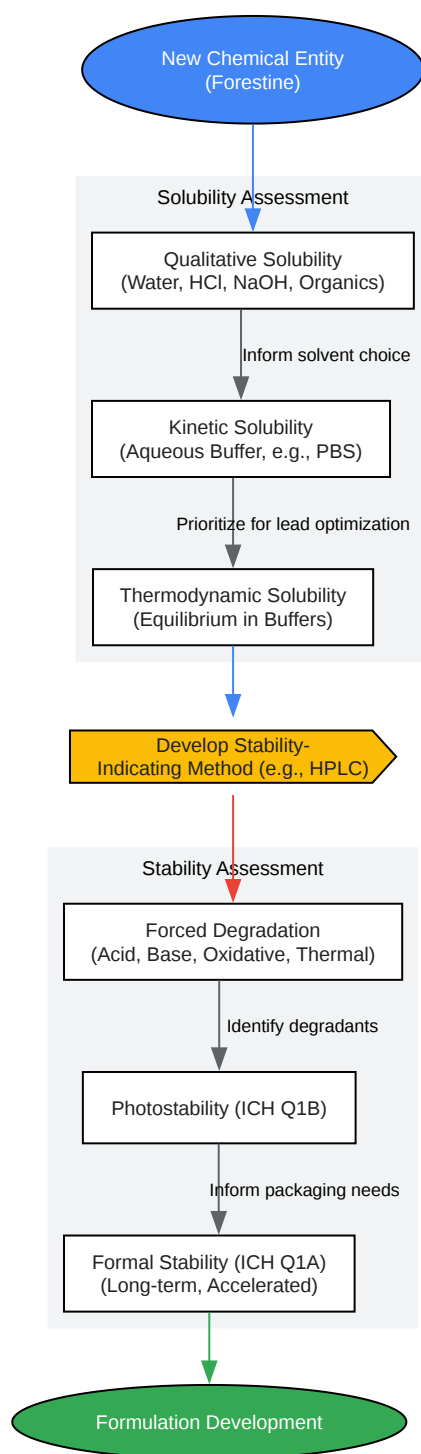 New Chemical Entity
(Forestine)
Solubility Assessment
Qualitative Solubility
(Water, HCl, NaOH, Organics)
Inform solvent choice
Kinetic Solubility
(Aqueous Buffer, e.g., PBS)
Prioritize for lead optimization
Thermodynamic Solubility
(Equilibrium in Buffers)
Develop Stability-
Indicating Method (e.g., HPLC)
Stability Assessment
Forced Degradation
(Acid, Base, Oxidative, Thermal)
Identify degradants
Photostability (ICH Q1B)
Inform packaging needs
Formal Stability (ICH Q1A)
(Long-term, Accelerated)
Formulation Development